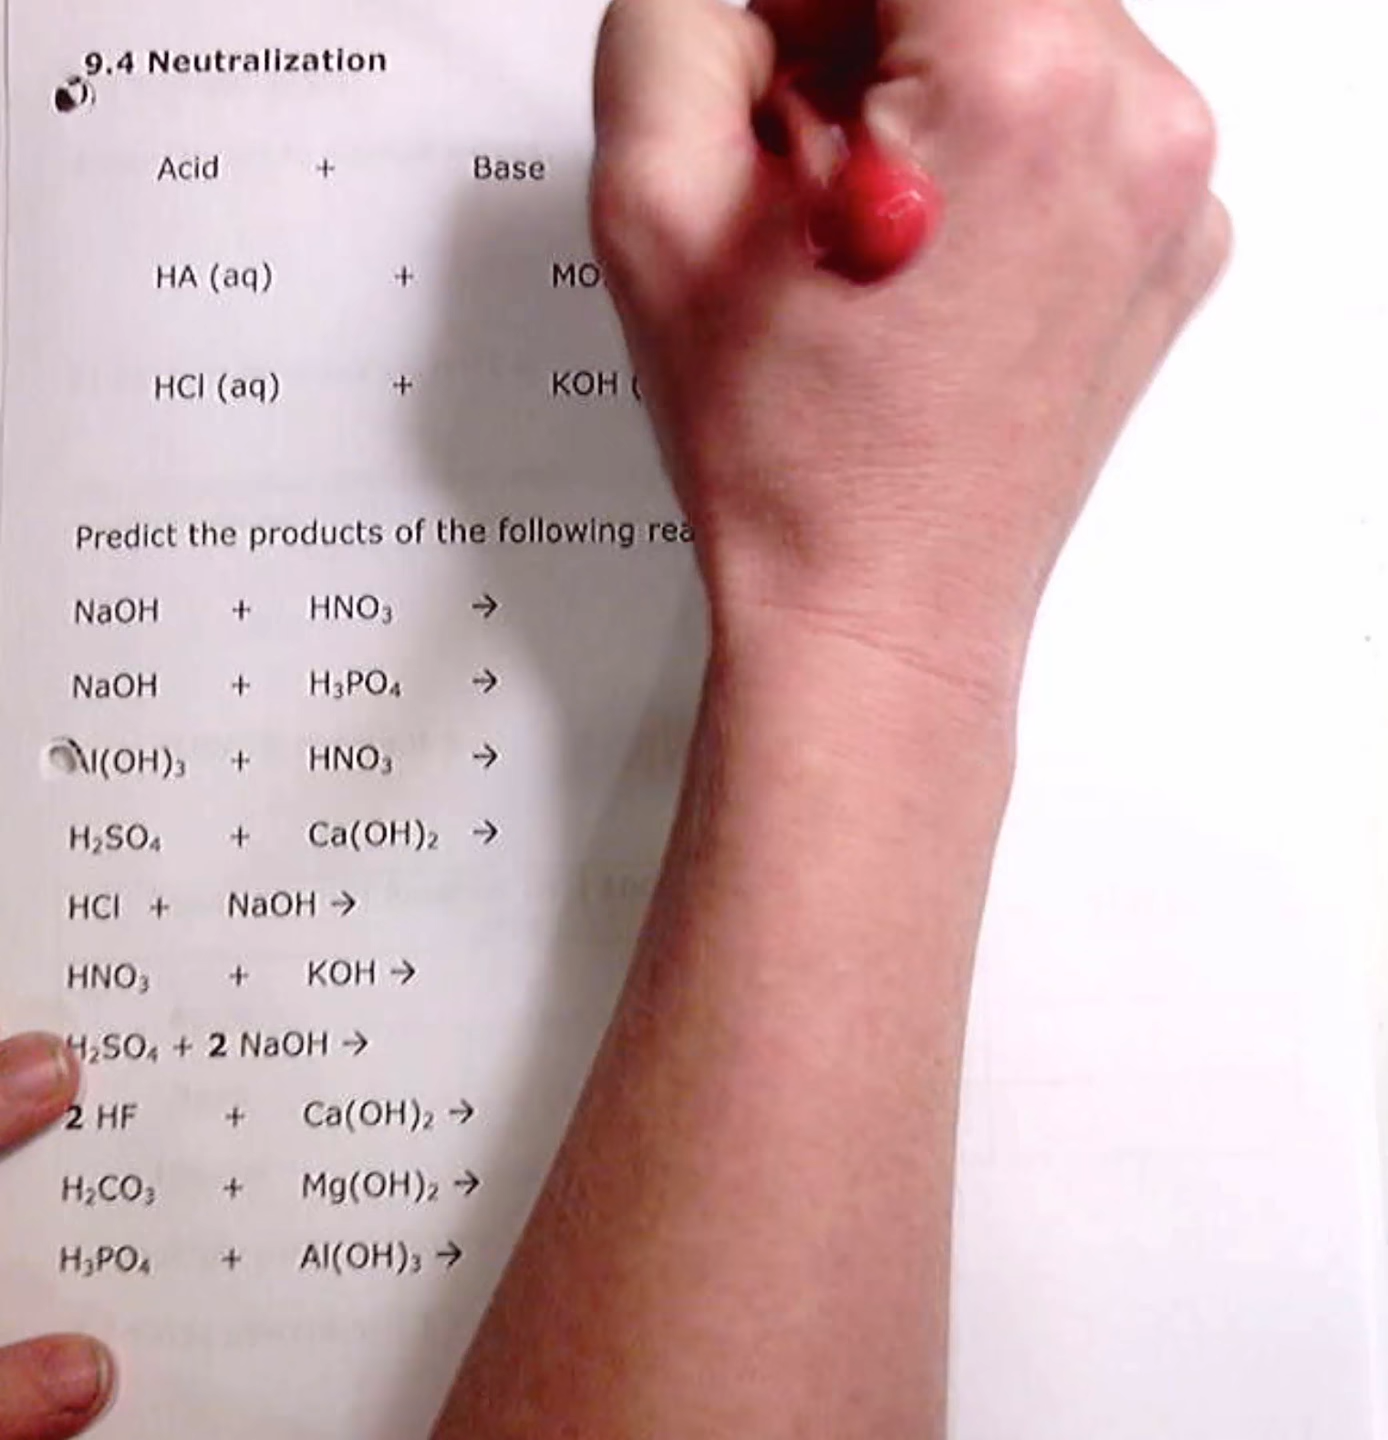 9.4 Neutralization
Acid + Base
HA (aq) + MO
HCl (aq) + KOH (
Predict the products of the following rea
NaOH + HNO₃ →
NaOH + H₃PO₄ →
Al(OH)₃ + HNO₃ →
H₂SO₄ + Ca(OH)₂ →
HCl + NaOH →
HNO₃ + KOH →
H₂SO₄ + 2 NaOH →
2 HF + Ca(OH)₂ →
H₂CO₃ + Mg(OH)₂ →
H₃PO₄ + Al(OH)₃ →